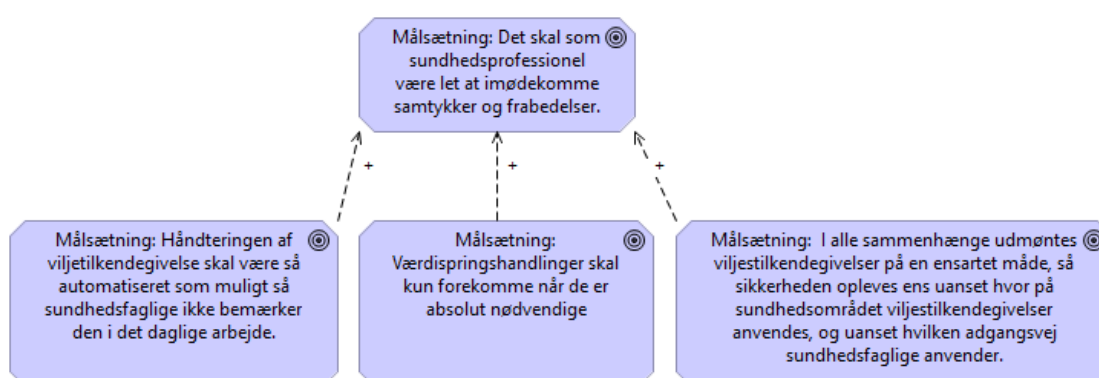 Målsætning: Det skal som
sundhedsprofessionel
være let at imødekomme
samtykker og frabedelser.
+
+
+
Målsætning: Håndteringen af
viljetilkendegivelse skal være så
automatiseret som muligt så
sundhedsfaglige ikke bemærker
den i det daglige arbejde.
Målsætning:
Værdispringshandlinger skal
kun forekomme når de er
absolut nødvendige
Målsætning:  I alle sammenhænge udmøntes
viljestilkendegivelser på en ensartet måde, så
sikkerheden opleves ens uanset hvor på
sundhedsområdet viljestilkendegivelser
anvendes, og uanset hvilken adgangsvej
sundhedsfaglige anvender.